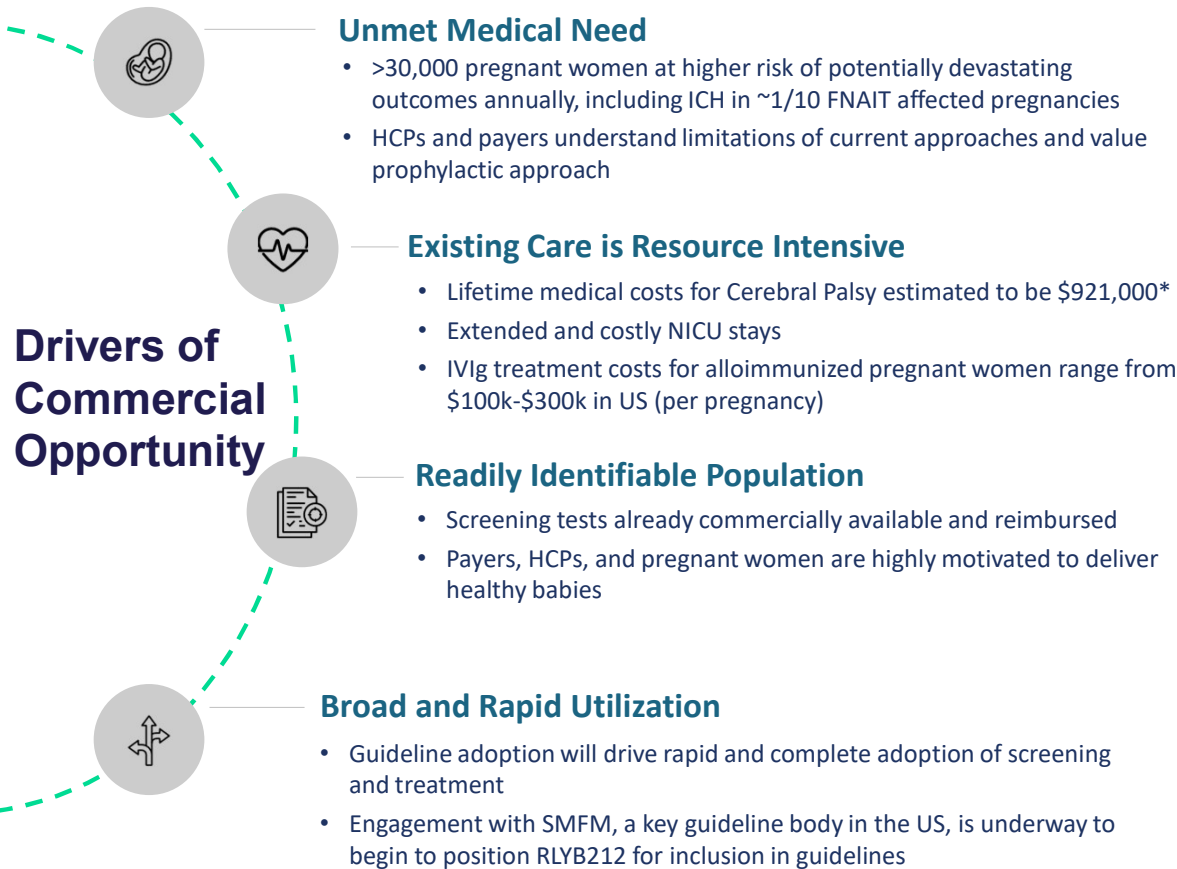 Drivers of
Commercial
Opportunity
Unmet Medical Need
• >30,000 pregnant women at higher risk of potentially devastating
outcomes annually, including ICH in ~1/10 FNAIT affected pregnancies
• HCPs and payers understand limitations of current approaches and value
prophylactic approach
Existing Care is Resource Intensive
• Lifetime medical costs for Cerebral Palsy estimated to be $921,000*
• Extended and costly NICU stays
• IVIg treatment costs for alloimmunized pregnant women range from
$100k-$300k in US (per pregnancy)
Readily Identifiable Population
• Screening tests already commercially available and reimbursed
• Payers, HCPs, and pregnant women are highly motivated to deliver
healthy babies
Broad and Rapid Utilization
• Guideline adoption will drive rapid and complete adoption of screening
and treatment
• Engagement with SMFM, a key guideline body in the US, is underway to
begin to position RLYB212 for inclusion in guidelines